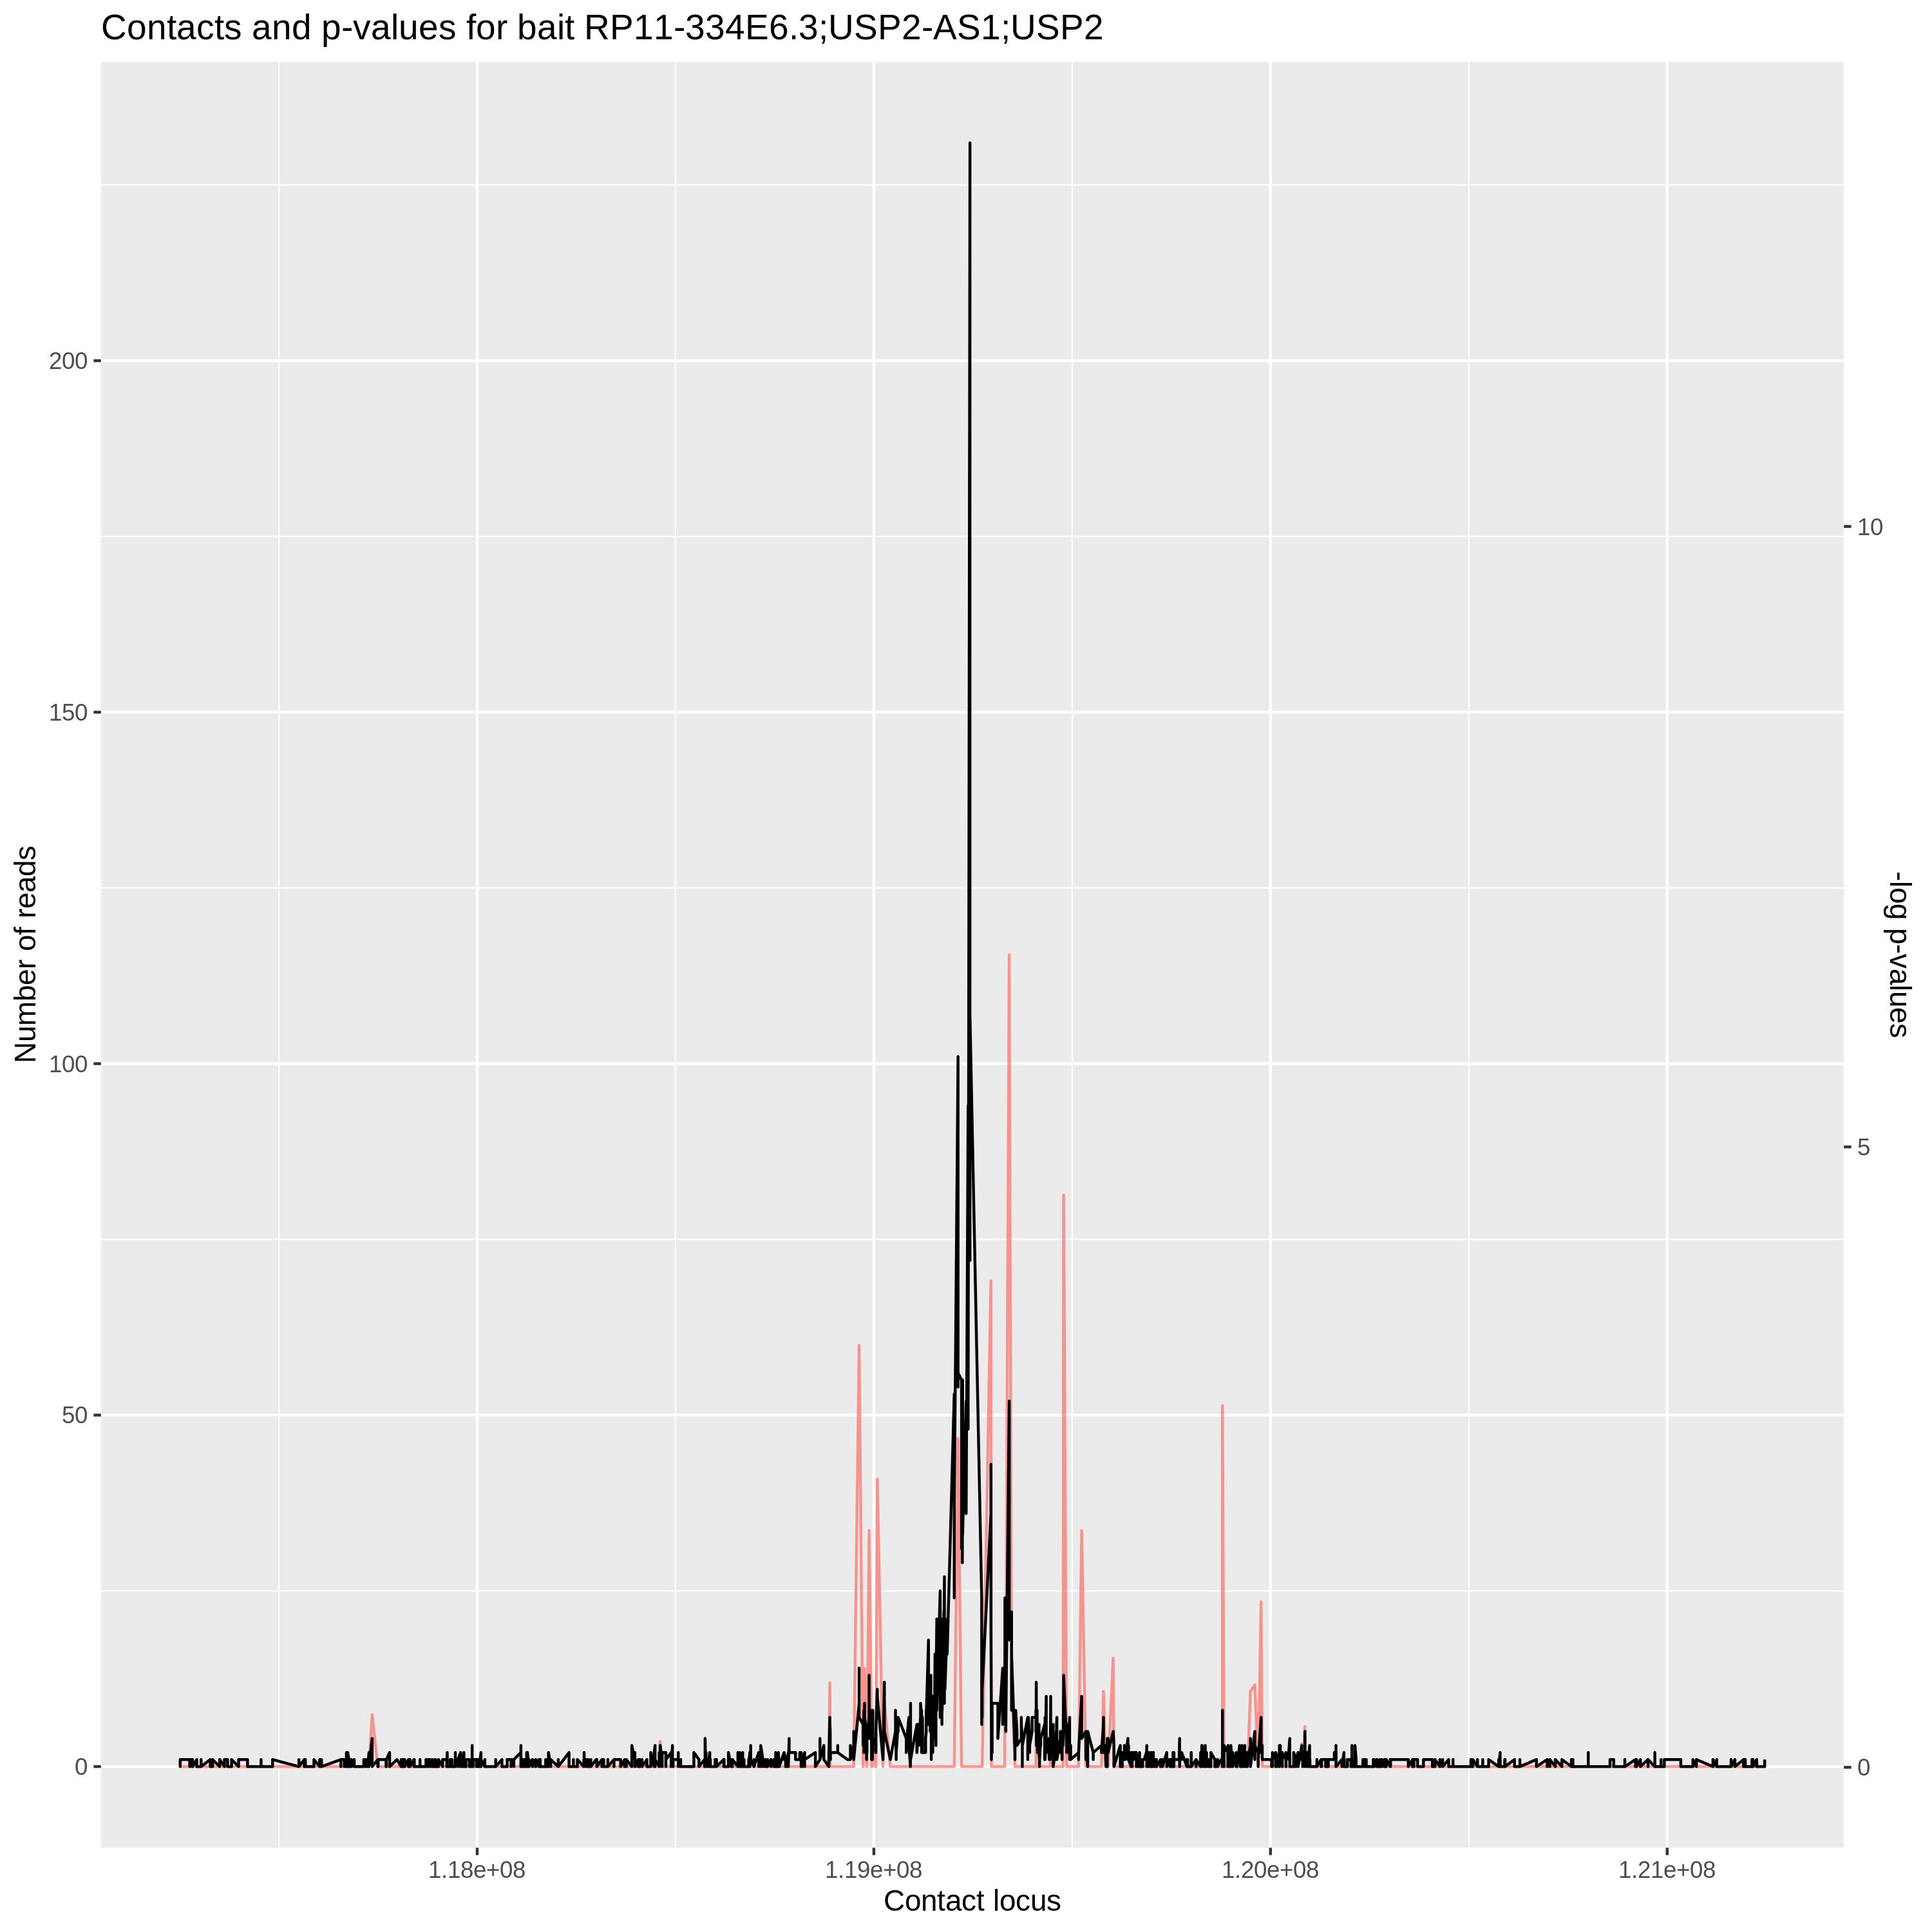 Contacts and p-values for bait RP11-334E6.3;USP2-AS1;USP2
Number of reads
200
150
100
50
0
10
5
0
-log p-values
1.18e+08
1.19e+08
1.20e+08
1.21e+08
Contact locus